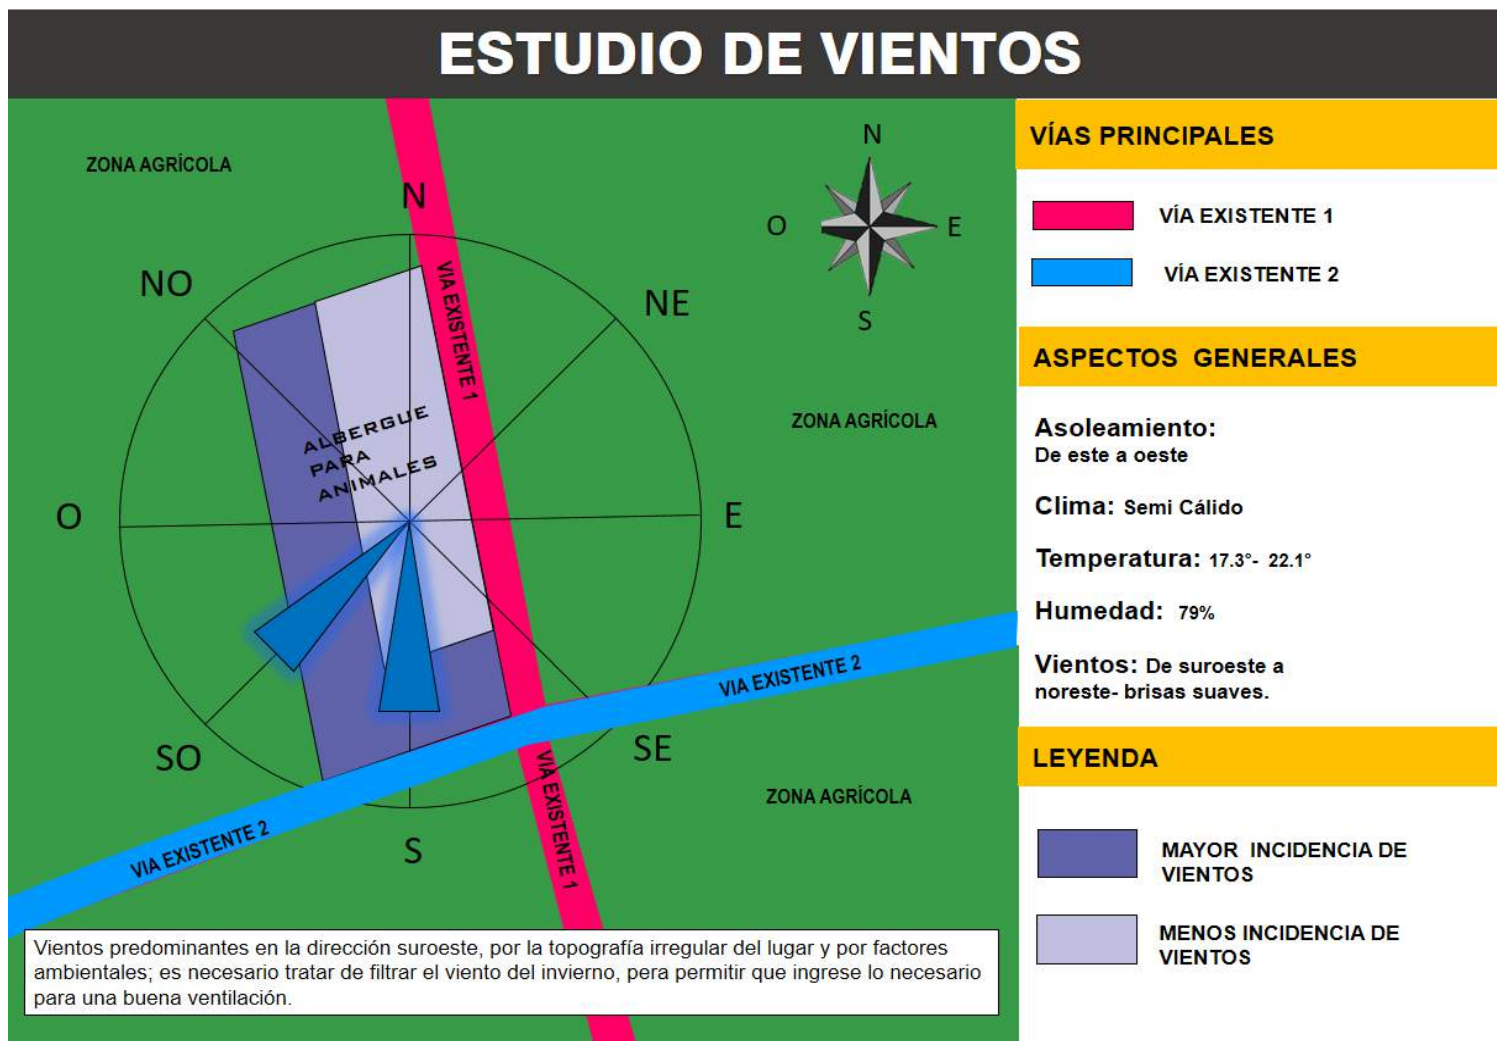 ESTUDIO DE VIENTOS
ZONA AGRÍCOLA
N
NO
NE
O
E
SO
SE
S
N
O
E
S
VIA EXISTENTE 1
ALBERGUE
PARA
ANIMALES
ZONA AGRÍCOLA
VIA EXISTENTE 2
VIA EXISTENTE 2
VIA EXISTENTE 1
ZONA AGRÍCOLA
Vientos predominantes en la dirección suroeste, por la topografía irregular del lugar y por factores
ambientales; es necesario tratar de filtrar el viento del invierno, pera permitir que ingrese lo necesario
para una buena ventilación.
VÍAS PRINCIPALES
VÍA EXISTENTE 1
VÍA EXISTENTE 2
ASPECTOS GENERALES
Asoleamiento:
De este a oeste
Clima: Semi Cálido
Temperatura: 17.3°- 22.1°
Humedad: 79%
Vientos: De suroeste a
noreste- brisas suaves.
LEYENDA
MAYOR INCIDENCIA DE
VIENTOS
MENOS INCIDENCIA DE
VIENTOS